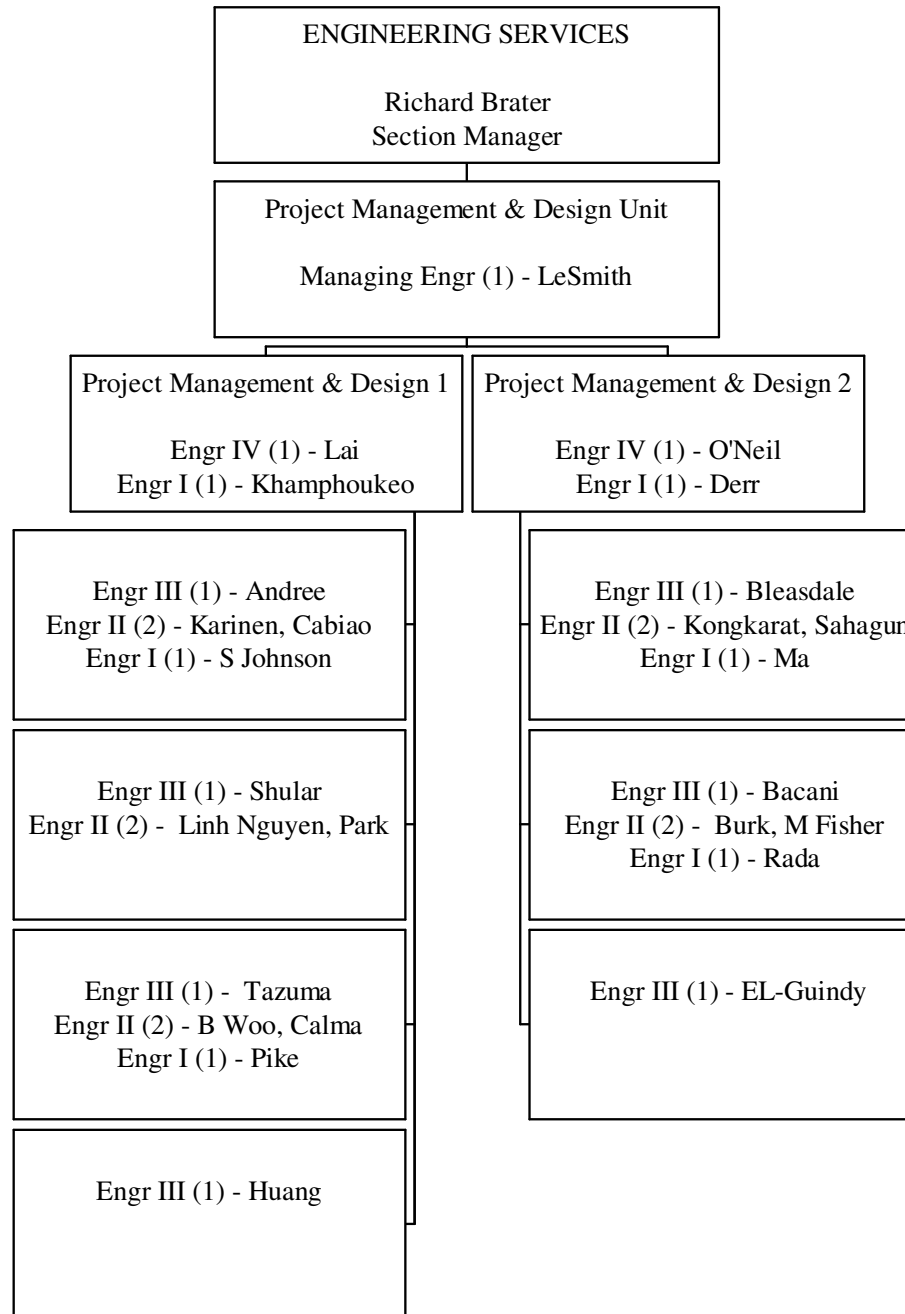 ENGINEERING SERVICES
Richard Brater
Section Manager
Project Management & Design Unit
Managing Engr (1) - LeSmith
Project Management & Design 1
Engr IV (1) - Lai
Engr I (1) - Khamphoukeo
Project Management & Design 2
Engr IV (1) - O'Neil
Engr I (1) - Derr
Engr III (1) - Andree
Engr II (2) - Karinen, Cabiao
Engr I (1) - S Johnson
Engr III (1) - Shular
Engr II (2) -  Linh Nguyen, Park
Engr III (1) -  Tazuma
Engr II (2) - B Woo, Calma
Engr I (1) - Pike
Engr III (1) - Huang
Engr III (1) - Bleasdale
Engr II (2) - Kongkarat, Sahagun
Engr I (1) - Ma
Engr III (1) - Bacani
Engr II (2) -  Burk, M Fisher
Engr I (1) - Rada
Engr III (1) - EL-Guindy